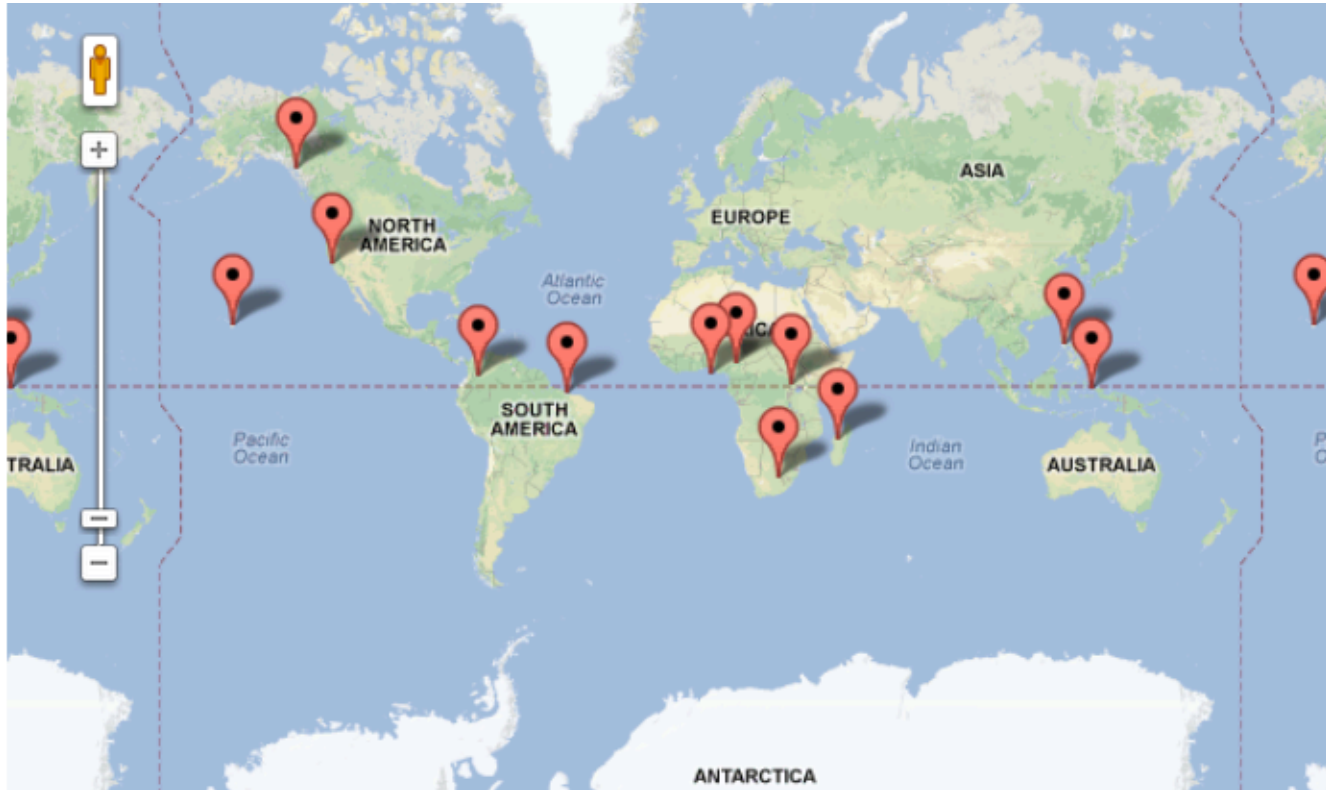 ASIA
EUROPE
NORTH
AMERICA
Atlantic
Ocean
SOUTH
AMERICA
Pacific
Ocean
Indian
Ocean
TRALIA
AUSTRALIA
ANTARCTICA